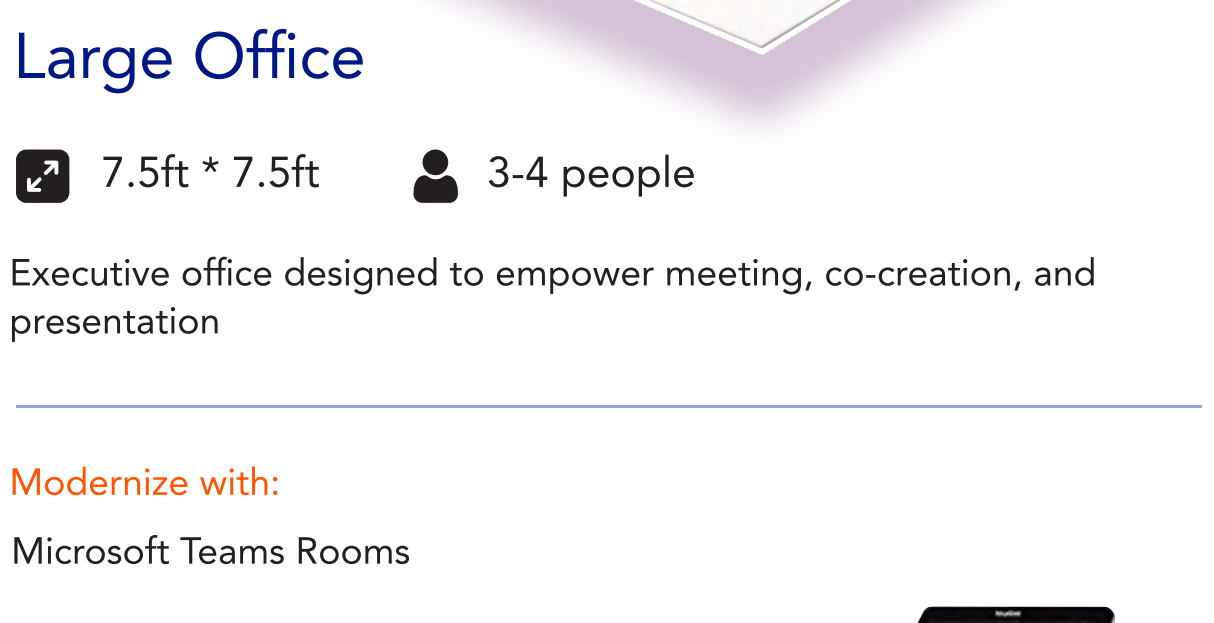 Large Office
7.5ft * 7.5ft 3-4 people
Executive office designed to empower meeting, co-creation, and
presentation
Modernize with:
Microsoft Teams Rooms